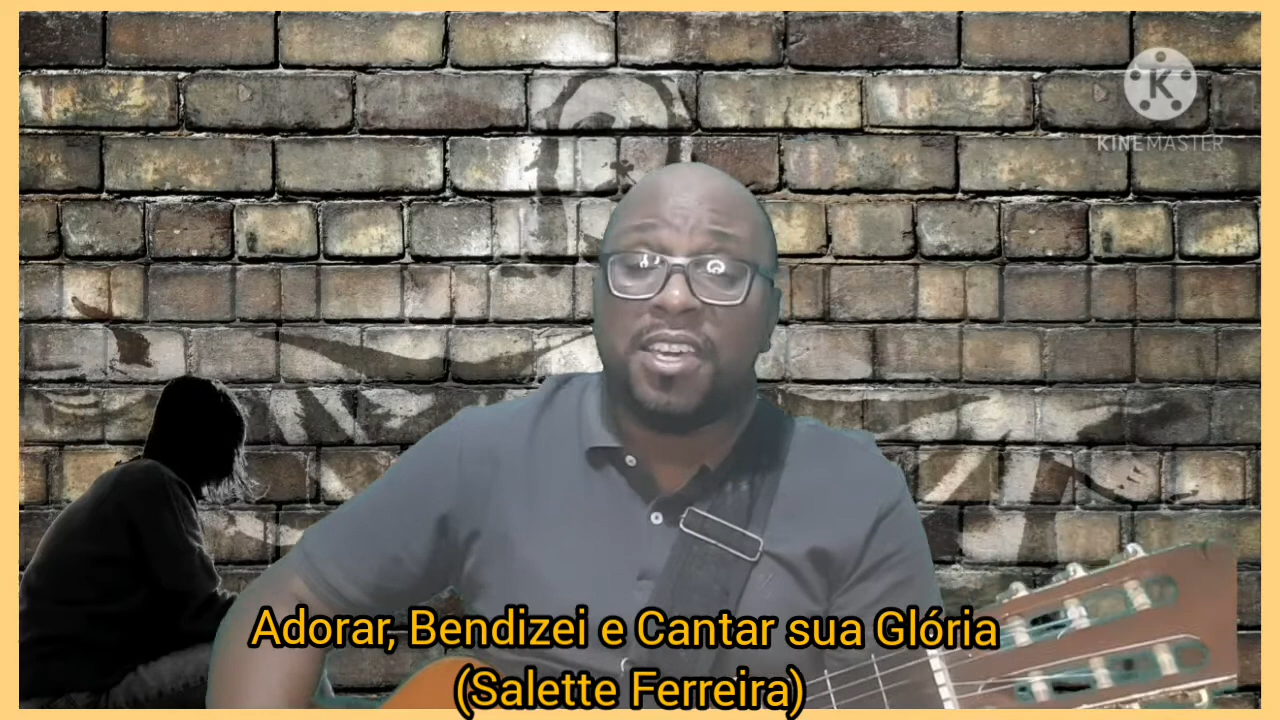 K
KINEMASTER
Adorar, Bendizei e Cantar sua Glória
(Salette Ferreira)